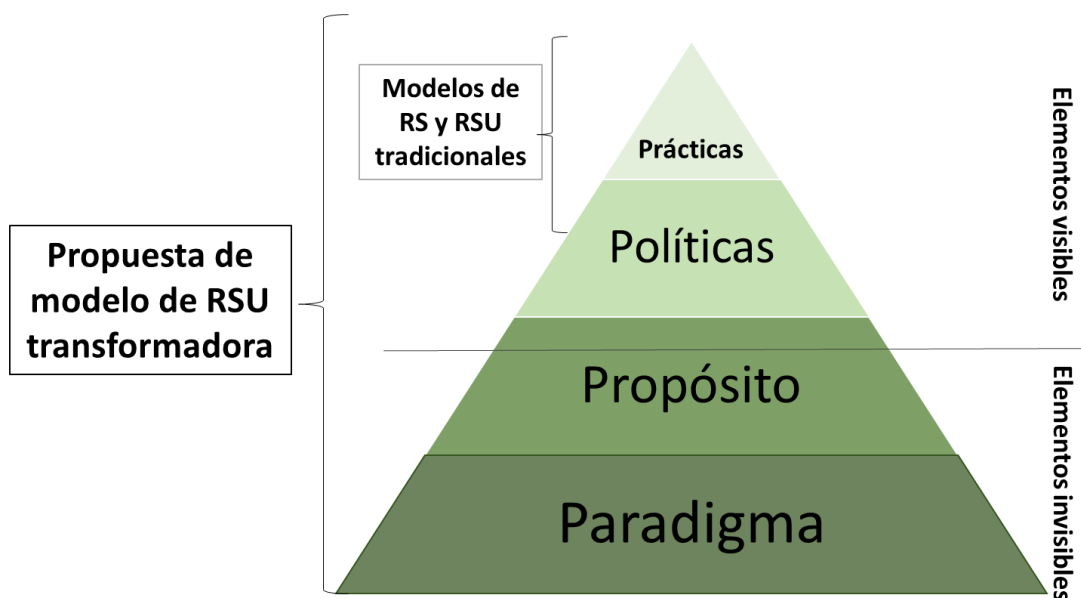 Modelos de
RS y RSU
tradicionales
Prácticas
Elementos visibles
Políticas
Propuesta de
modelo de RSU
transformadora
Propósito
Elementos invisibles
Paradigma